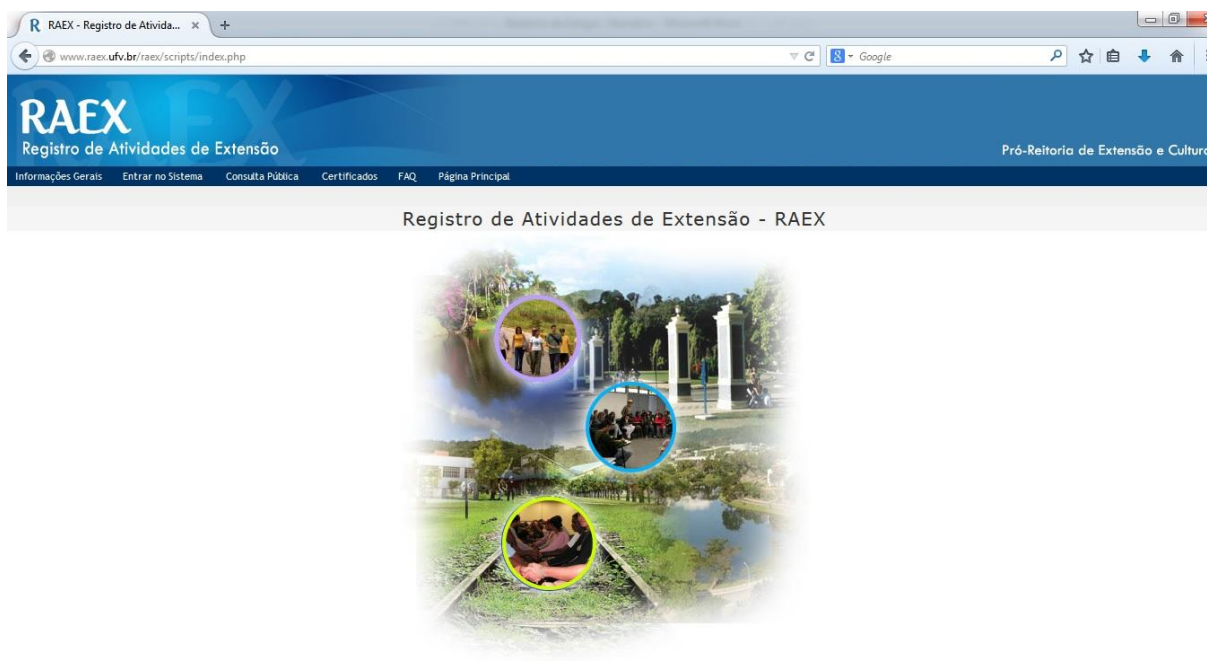 RAEX - Registro de Ativida...
www.raex.ufv.br/raex/scripts/index.php
Google
RAEX
Registro de Atividades de Extensão
Pró-Reitoria de Extensão e Cultura
Informações Gerais Entrar no Sistema Consulta Pública Certificados FAQ Página Principal
Registro de Atividades de Extensão - RAEX